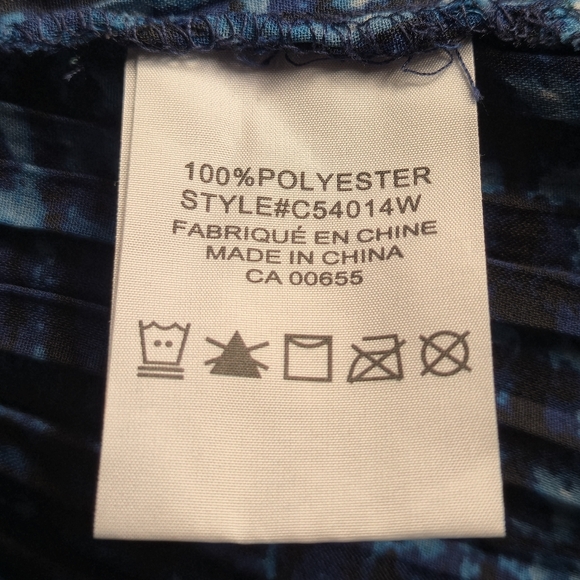 100%POLYESTER
STYLE#C54014W
FABRIQUÉ EN CHINE
MADE IN CHINA
CA 00655